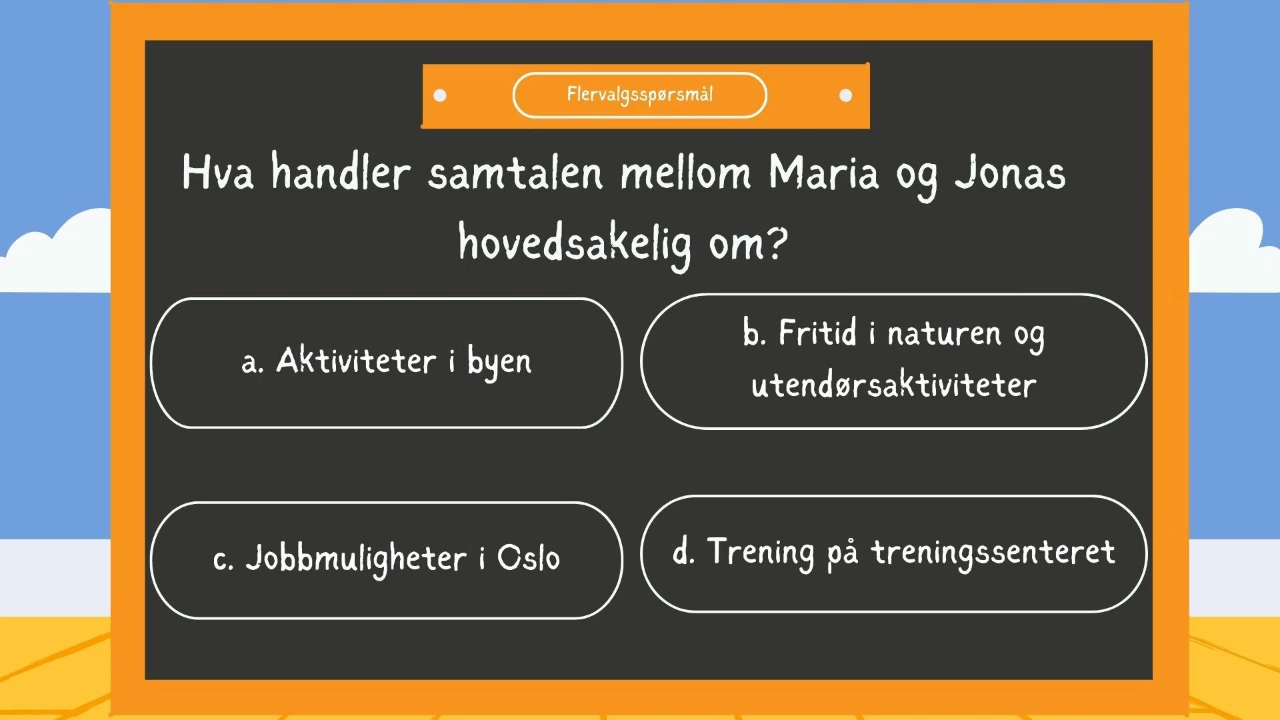 Flervalgsspørsmål
Hva handler samtalen mellom Maria og Jonas
hovedsakelig om?
a. Aktiviteter i byen
b. Fritid i naturen og
utendørsaktiviteter
c. Jobbmuligheter i Oslo
d. Trening på treningssenteret